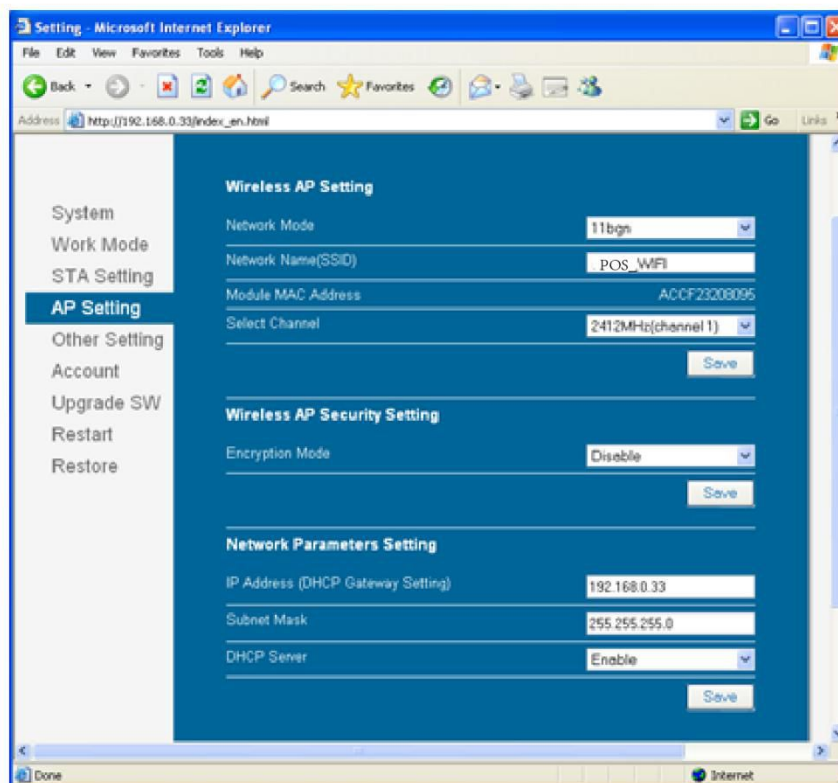 Setting - Microsoft Internet Explorer
File Edit View Favorites Tools Help
Back Search Favorites
Address http://192.168.0.33/index_en.html Go Links
System
Work Mode
STA Setting
AP Setting
Other Setting
Account
Upgrade SW
Restart
Restore
Wireless AP Setting
Network Mode 11bgn
Network Name(SSID) POS_WIFI
Module MAC Address ACCF23208095
Select Channel 2412MHz(channel 1)
Save
Wireless AP Security Setting
Encryption Mode Disable
Save
Network Parameters Setting
IP Address (DHCP Gateway Setting) 192.168.0.33
Subnet Mask 255.255.255.0
DHCP Server Enable
Save
Done Internet